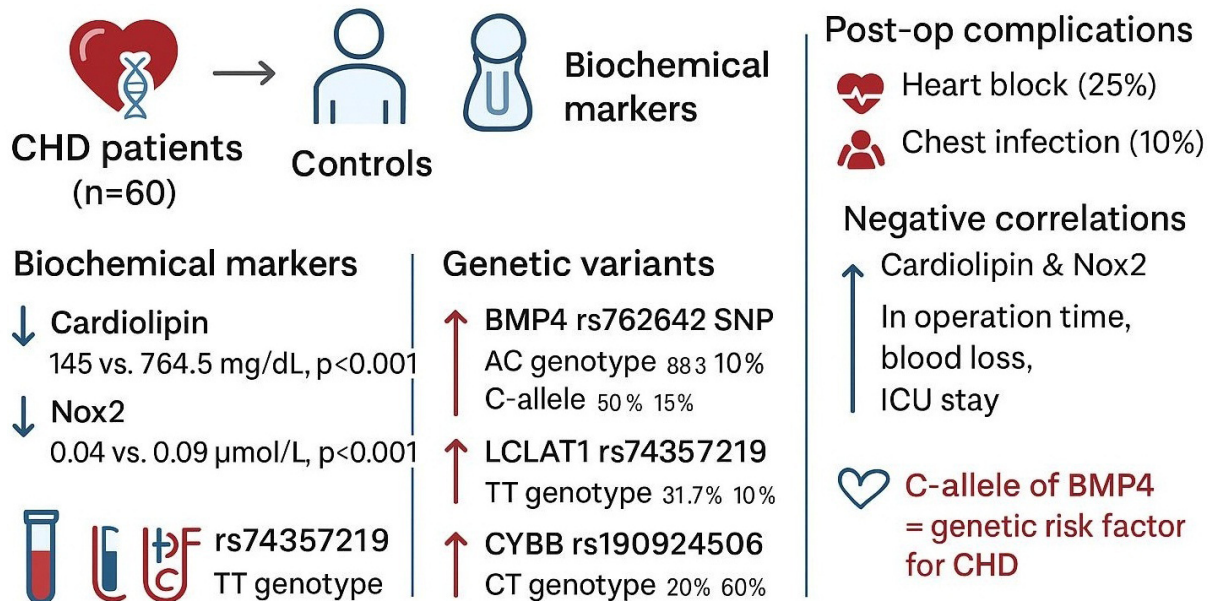 CHD patients
(n=60)
Controls
Biochemical
markers
Biochemical markers
Cardiolipin
145 vs. 764.5 mg/dL, p<0.001
Nox2
0.04 vs. 0.09 µmol/L, p<0.001
rs74357219
TT genotype
Genetic variants
BMP4 rs762642 SNP
AC genotype 883 10%
C-allele 50% 15%
LCLAT1 rs74357219
TT genotype 31.7% 10%
CYBB rs190924506
CT genotype 20% 60%
Post-op complications
Heart block (25%)
Chest infection (10%)
Negative correlations
Cardiolipin & Nox2
In operation time,
blood loss,
ICU stay
C-allele of BMP4
= genetic risk factor
for CHD